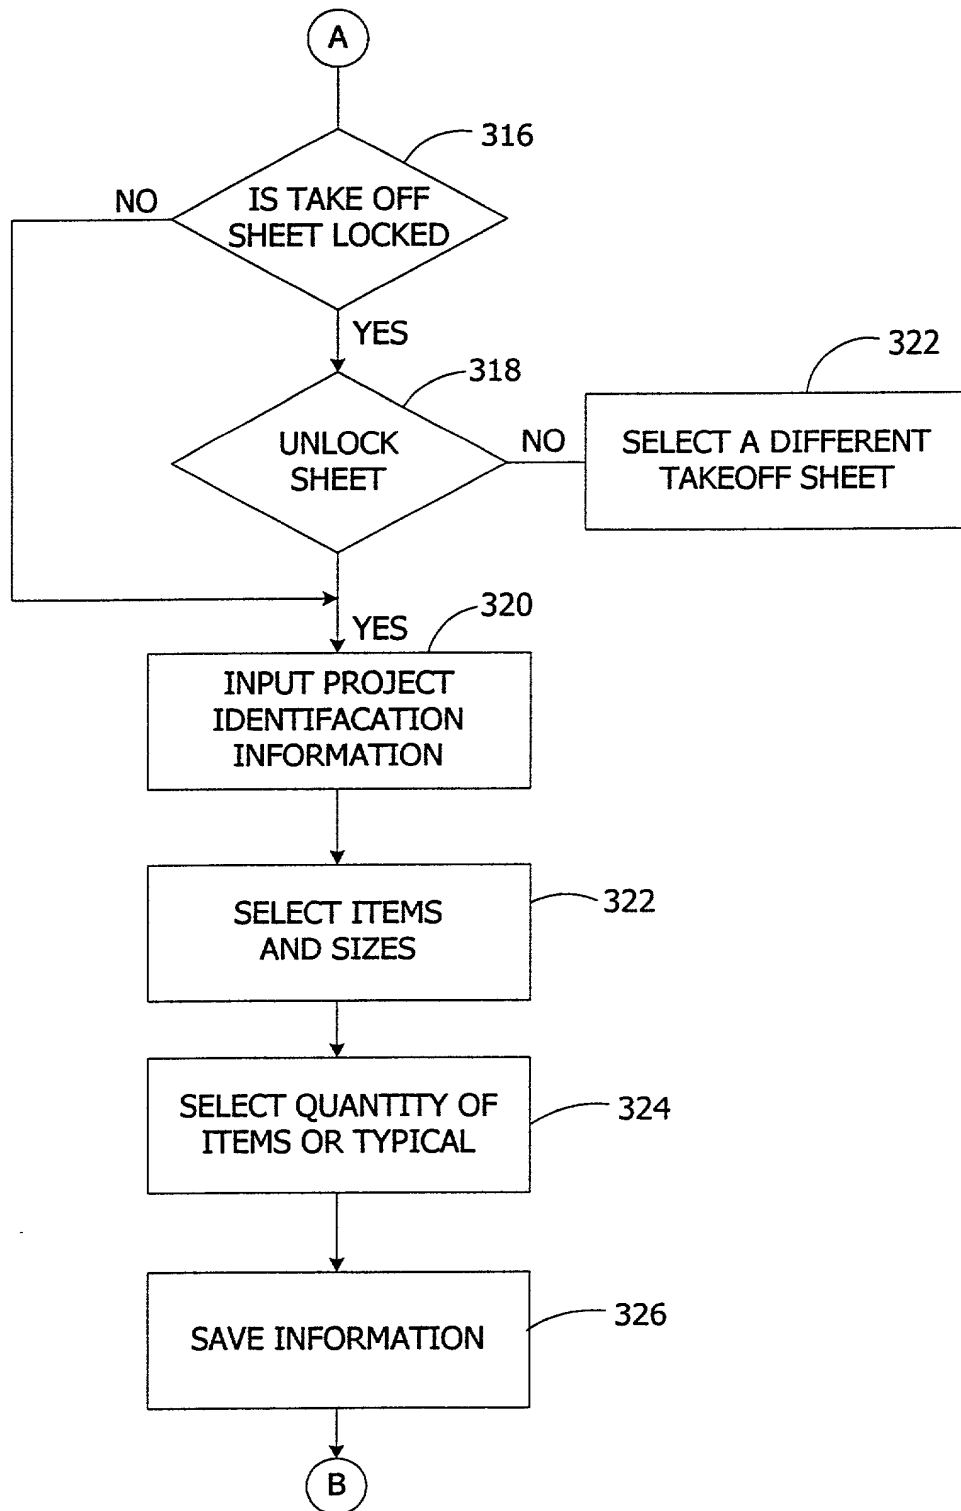 A
316
IS TAKE OFF
SHEET LOCKED
NO
YES
318
UNLOCK
SHEET
NO
322
SELECT A DIFFERENT
TAKEOFF SHEET
YES
320
INPUT PROJECT
IDENTIFACATION
INFORMATION
SELECT ITEMS
AND SIZES
322
SELECT QUANTITY OF
ITEMS OR TYPICAL
324
SAVE INFORMATION
326
B